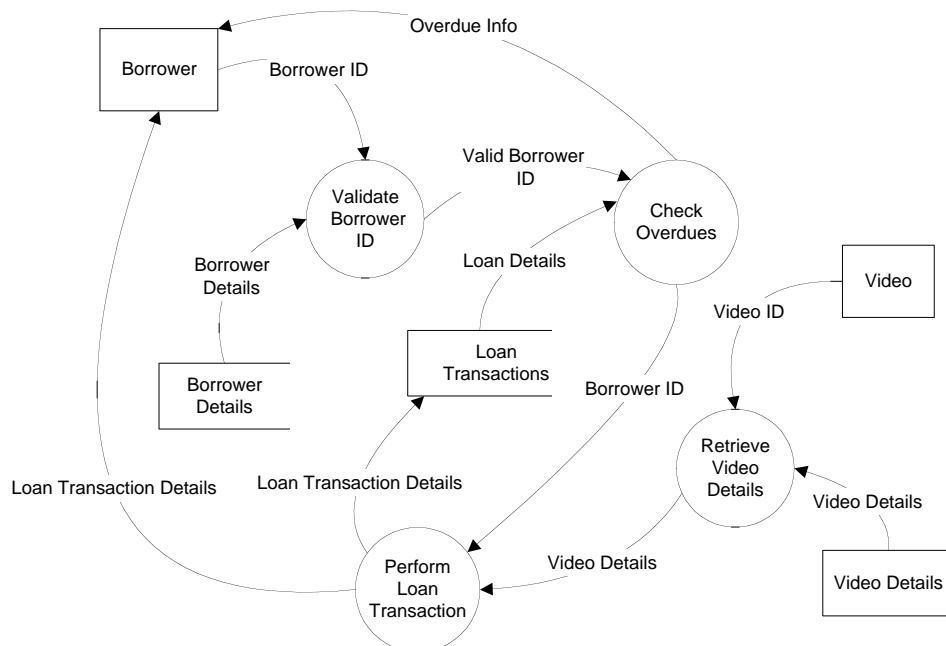 Overdue Info
Borrower
Borrower ID
Valid Borrower
ID
Validate
Borrower
ID
Check
Overdues
Borrower
Details
Loan Details
Video
Video ID
Loan
Transactions
Borrower
Details
Borrower ID
Retrieve
Video
Details
Loan Transaction Details
Loan Transaction Details
Video Details
Video Details
Perform
Loan
Transaction
Video Details